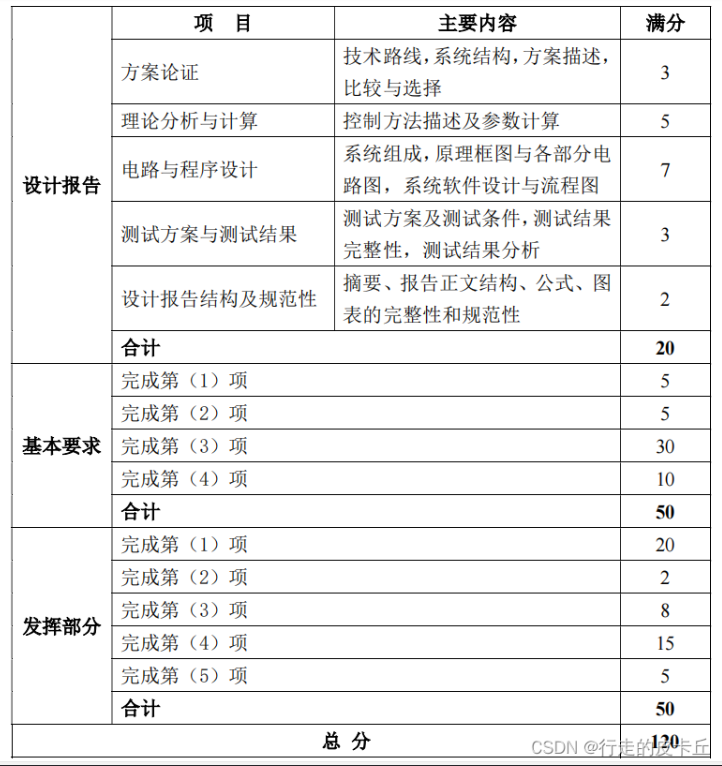 项 目 主要内容 满分
设计报告
方案论证 技术路线，系统结构，方案描述， 3
比较与选择
理论分析与计算 控制方法描述及参数计算 5
电路与程序设计 系统组成，原理框图与各部分电 7
路图，系统软件设计与流程图
测试方案与测试结果 测试方案及测试条件，测试结果 3
完整性，测试结果分析
设计报告结构及规范性 摘要、报告正文结构、公式、图 2
表的完整性和规范性
合计 20
基本要求
完成第（1）项 5
完成第（2）项 5
完成第（3）项 30
完成第（4）项 10
合计 50
发挥部分
完成第（1）项 20
完成第（2）项 2
完成第（3）项 8
完成第（4）项 15
完成第（5）项 5
合计 50
总 分 120
CSDN @行走的皮卡丘